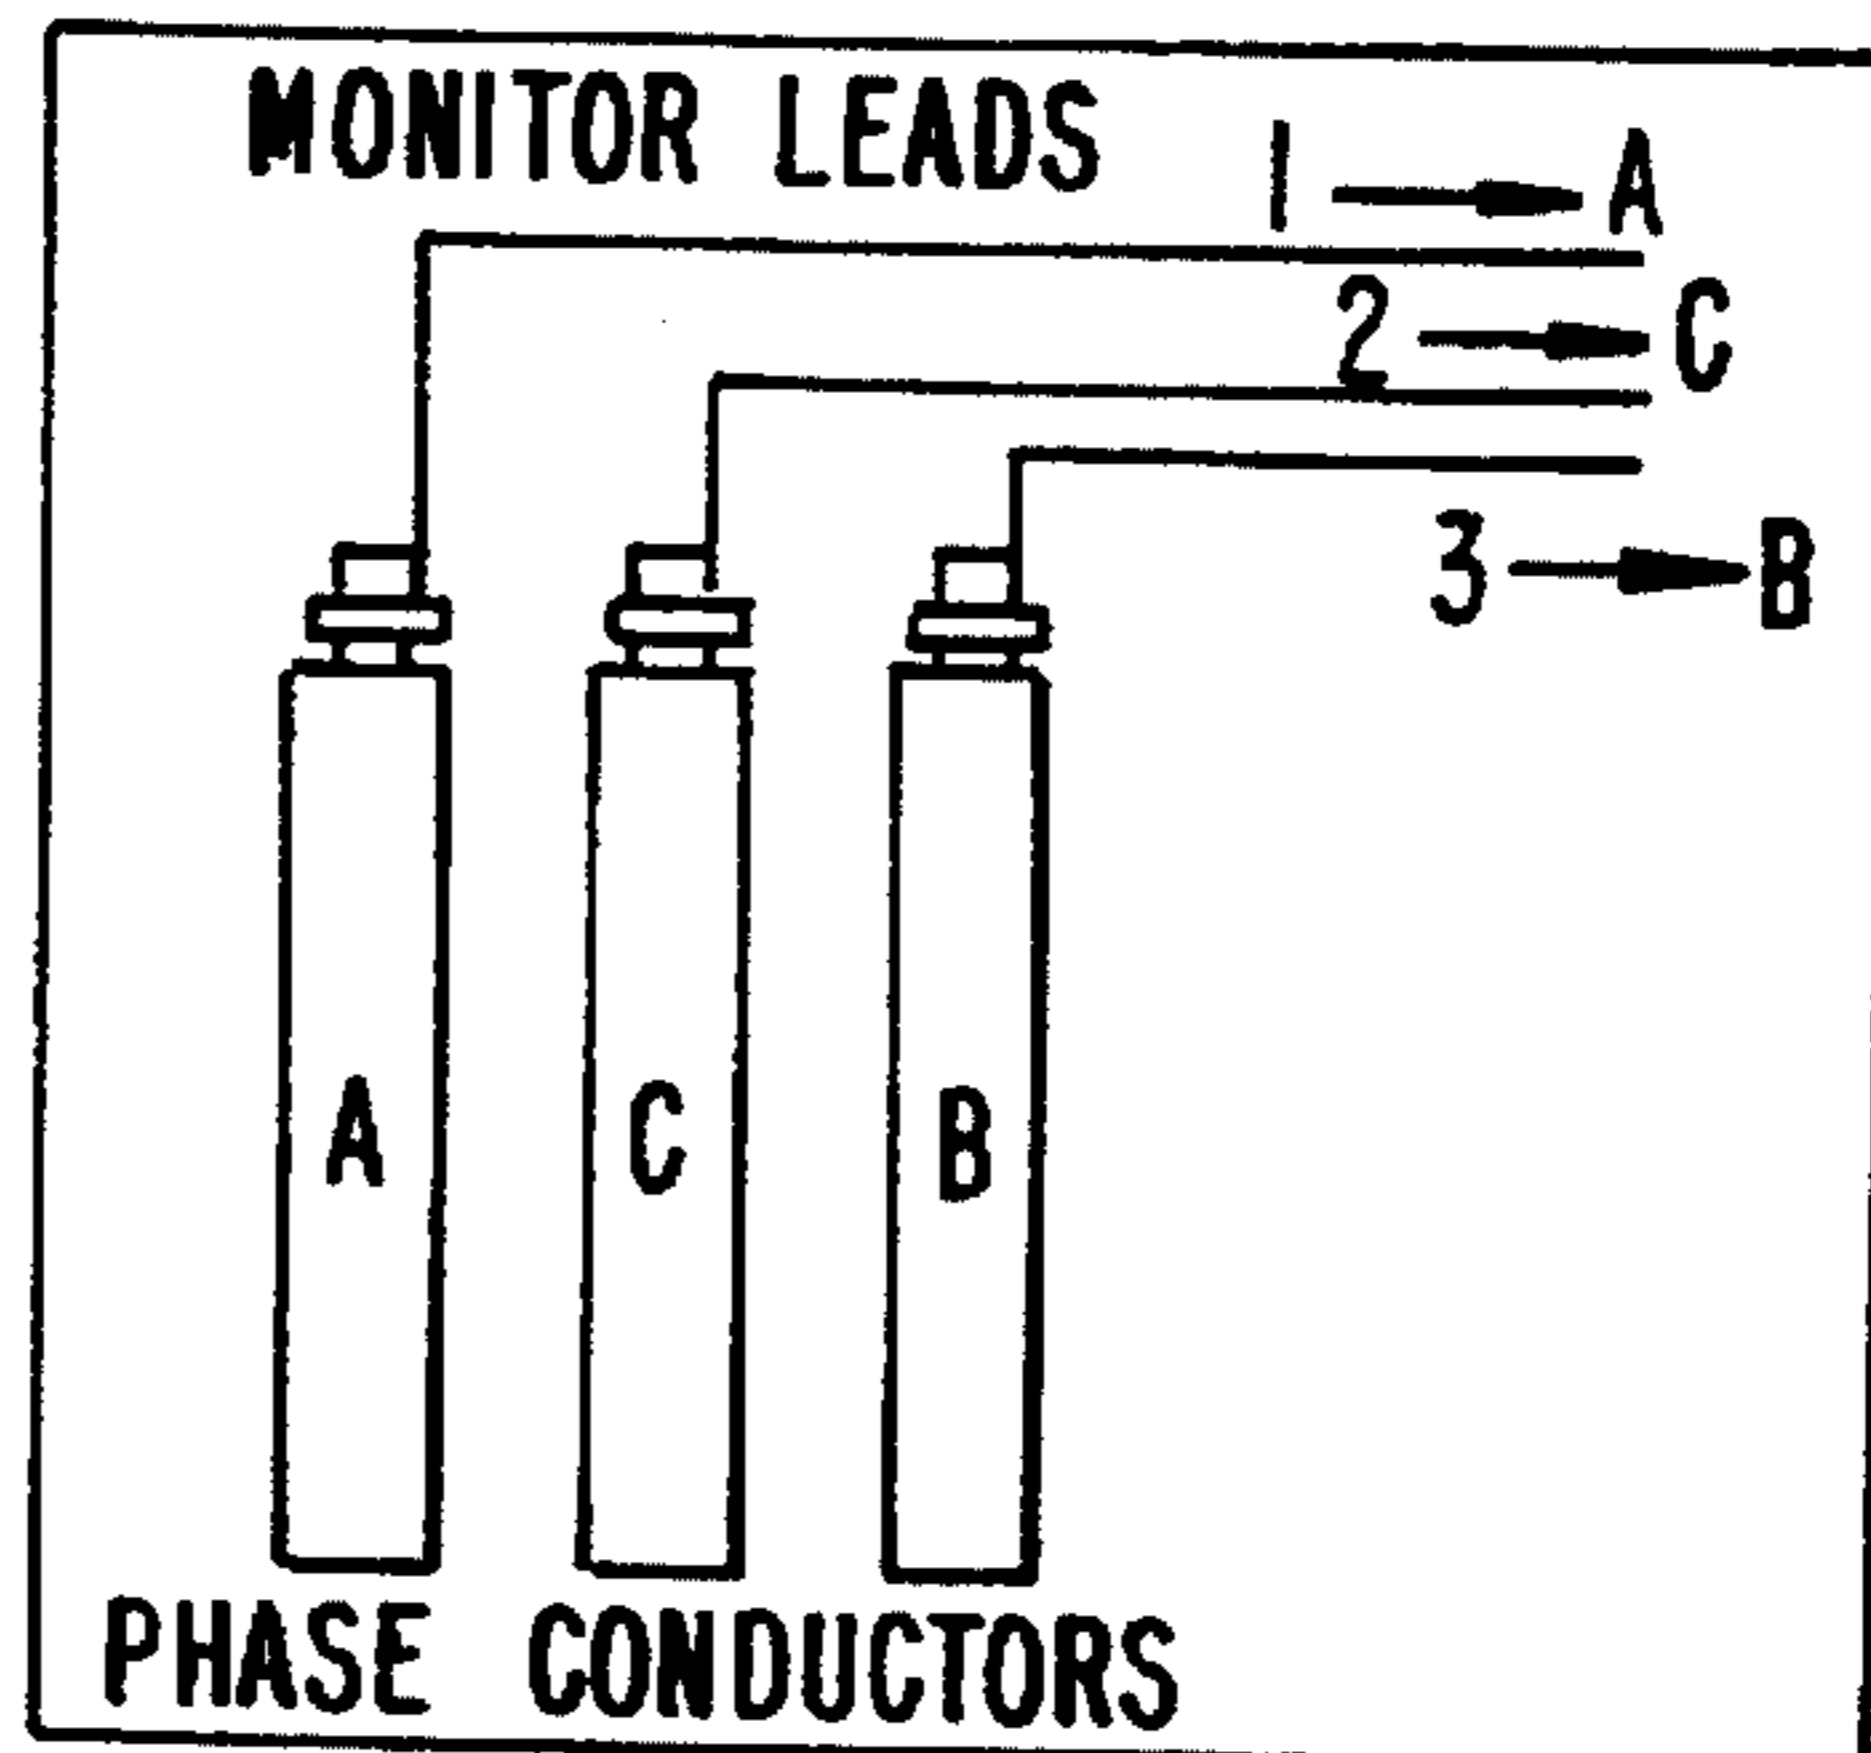 MONITOR LEADS
1 → A
2 → C
3 → B
A C B
PHASE CONDUCTORS